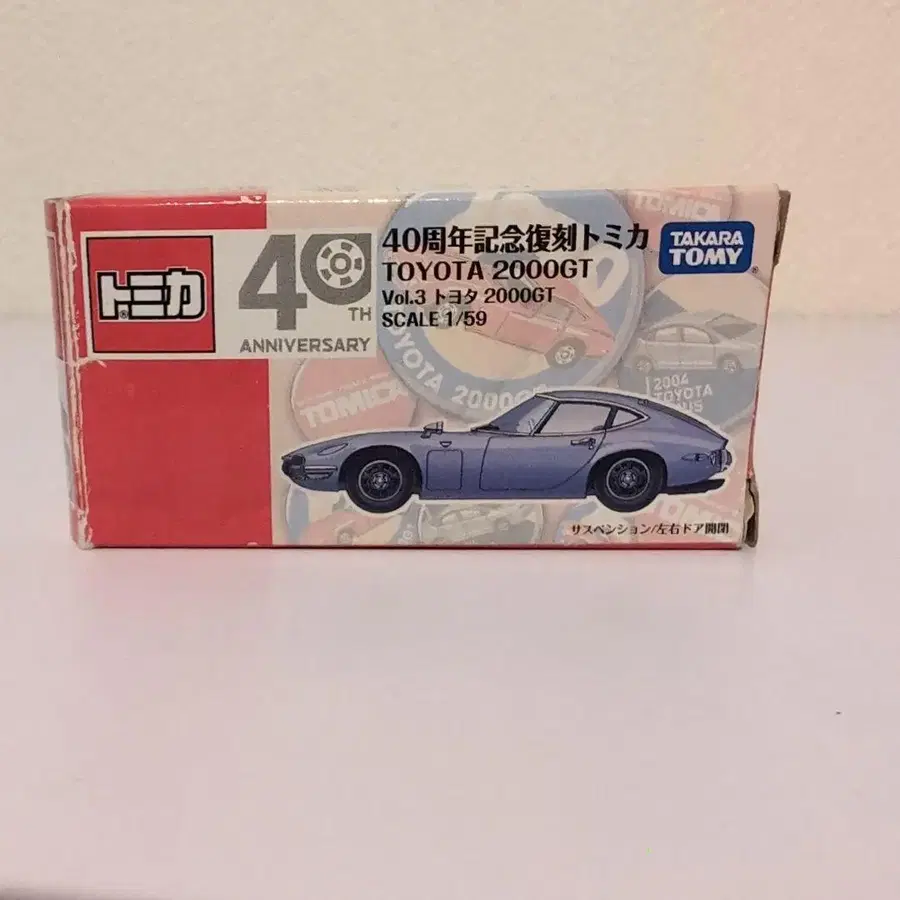 トミカ
40TH
ANNIVERSARY
40周年記念復刻トミカ
TOYOTA 2000GT
Vol.3 トヨタ 2000GT
SCALE 1/59
TAKARA
TOMY
TOMICA
TOYOTA 2000GT
2004
TOYOTA
TOMICA
サスペンション/左右ドア開閉